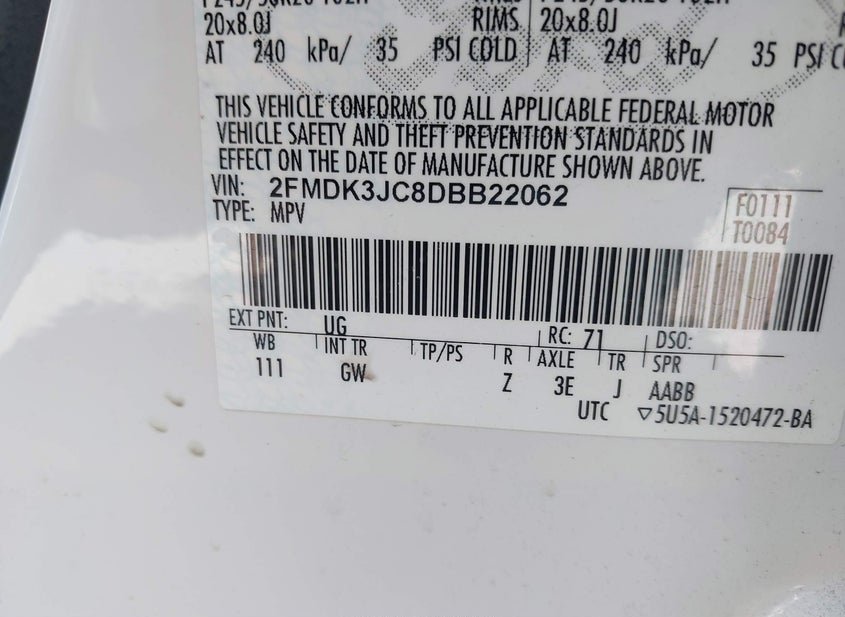 RIMS
20x8.0J 20x8.0J
AT 240 kPa/ 35 PSI COLD AT 240 kPa/ 35 PSI
THIS VEHICLE CONFORMS TO ALL APPLICABLE FEDERAL MOTOR
VEHICLE SAFETY AND THEFT PREVENTION STANDARDS IN
EFFECT ON THE DATE OF MANUFACTURE SHOWN ABOVE.
VIN: 2FMDK3JC8DBB22062
TYPE: MPV
F0111
T0084
EXT PNT: UG RC: 71 DSO:
WB INT TR TP/PS R AXLE TR SPR
111 GW Z 3E J AABB
UTC ▽5U5A-1520472-BA